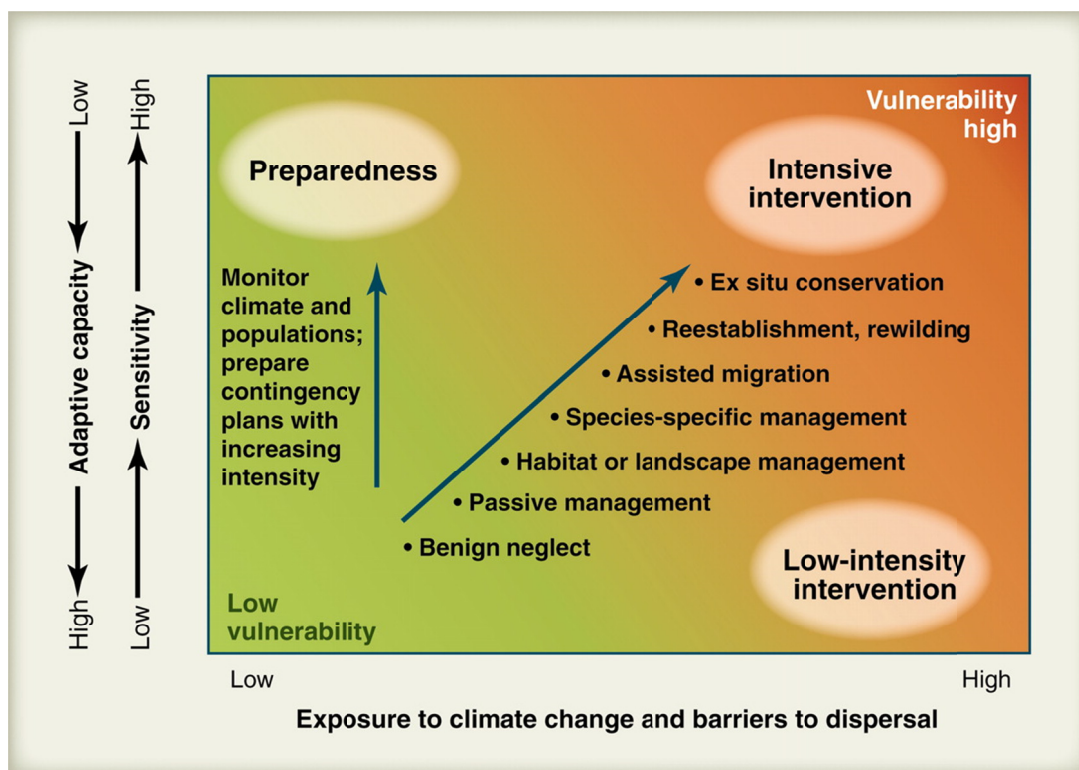 Low
Adaptive capacity
High
High
Sensitivity
Low
Vulnerability
high
Preparedness
Intensive
intervention
Monitor
climate and
populations;
prepare
contingency
plans with
increasing
intensity
• Ex situ conservation
• Reestablishment, rewilding
• Assisted migration
• Species-specific management
• Habitat or landscape management
• Passive management
• Benign neglect
Low-intensity
intervention
Low
vulnerability
Low
High
Exposure to climate change and barriers to dispersal